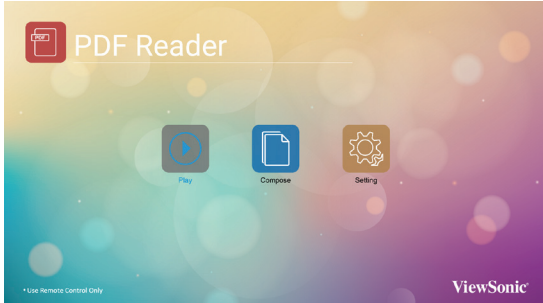 PDF
PDF Reader
Play
Compose
Setting
* Use Remote Control Only
ViewSonic®